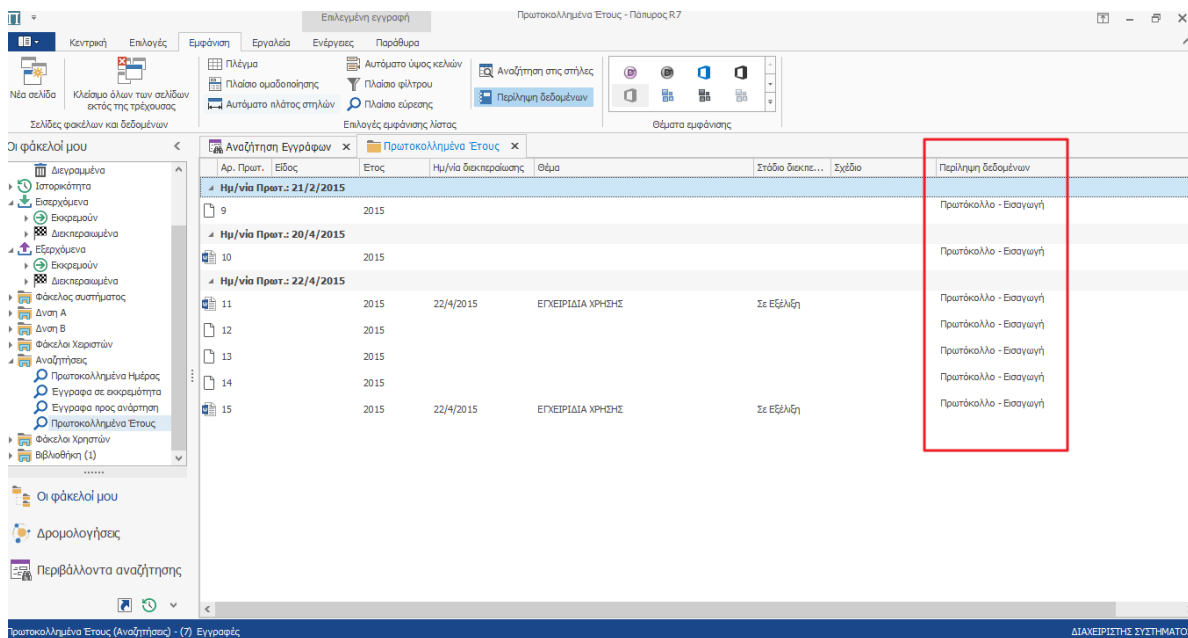 Επιλεγμένη εγγραφή
Πρωτοκολλημένα Έτους - Πάπυρος R7
Κεντρική Επιλογές Εμφάνιση Εργαλεία Ενέργειες Παράθυρα
Νέα σελίδα
Κλείσιμο όλων των σελίδων
εκτός της τρέχουσας
Σελίδες φακέλων και δεδομένων
Πλέγμα
Πλαίσιο ομαδοποίησης
Αυτόματο πλάτος στηλών
Αυτόματο ύψος κελιών
Πλαίσιο φίλτρου
Πλαίσιο εύρεσης
Αναζήτηση στις στήλες
Περίληψη δεδομένων
Επιλογές εμφάνισης λίστας
Θέματα εμφάνισης
Οι φάκελοί μου
Διεγραμμένα
Ιστορικότητα
Εισερχόμενα
Εκκρεμούν
Διεκπεραιωμένα
Εξερχόμενα
Εκκρεμούν
Διεκπεραιωμένα
Φάκελος συστήματος
Δνση Α
Δνση Β
Φάκελοι Χειριστών
Αναζητήσεις
Πρωτοκολλημένα Ημέρας
Έγγραφα σε εκκρεμότητα
Έγγραφα προς ανάρτηση
Πρωτοκολλημένα Έτους
Φάκελοι Χρηστών
Βιβλιοθήκη (1)
Οι φάκελοί μου
Δρομολογήσεις
Περιβάλλοντα αναζήτησης
Αναζήτηση Εγγράφων
Πρωτοκολλημένα Έτους
Αρ. Πρωτ. Είδος Έτος Ημ/νία διεκπεραίωσης Θέμα Στάδιο διεκπε... Σχέδιο Περίληψη δεδομένων
Ημ/νία Πρωτ.: 21/2/2015
9 2015 Πρωτόκολλο - Εισαγωγή
Ημ/νία Πρωτ.: 20/4/2015
10 2015 Πρωτόκολλο - Εισαγωγή
Ημ/νία Πρωτ.: 22/4/2015
11 2015 22/4/2015 ΕΓΧΕΙΡΙΔΙΑ ΧΡΗΣΗΣ Σε Εξέλιξη Πρωτόκολλο - Εισαγωγή
12 2015 Πρωτόκολλο - Εισαγωγή
13 2015 Πρωτόκολλο - Εισαγωγή
14 2015 Πρωτόκολλο - Εισαγωγή
15 2015 22/4/2015 ΕΓΧΕΙΡΙΔΙΑ ΧΡΗΣΗΣ Σε Εξέλιξη Πρωτόκολλο - Εισαγωγή
Πρωτοκολλημένα Έτους (Αναζητήσεις) - (7) Εγγραφές
ΔΙΑΧΕΙΡΙΣΤΗΣ ΣΥΣΤΗΜΑΤΟ